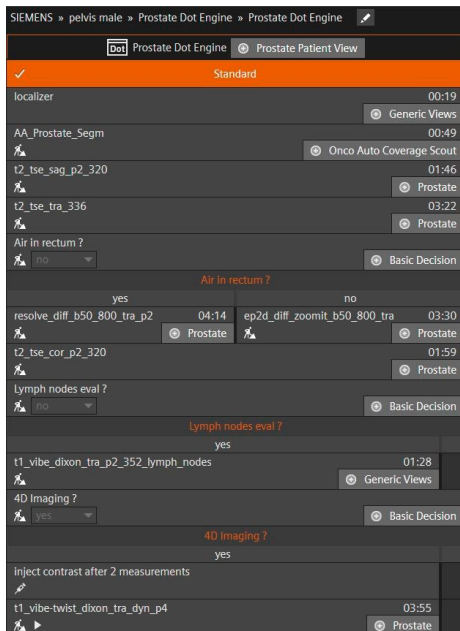 SIEMENS » pelvis male » Prostate Dot Engine » Prostate Dot Engine
Dot Prostate Dot Engine Prostate Patient View
Standard
localizer 00:19
Generic Views
AA_Prostate_Segm 00:49
Onco Auto Coverage Scout
t2_tse_sag_p2_320 01:46
Prostate
t2_tse_tra_336 03:22
Prostate
Air in rectum ?
no Basic Decision
Air in rectum ?
yes no
resolve_diff_b50_800_tra_p2 04:14 ep2d_diff_zoomit_b50_800_tra 03:30
Prostate Prostate
t2_tse_cor_p2_320 01:59
Prostate
Lymph nodes eval ?
no Basic Decision
Lymph nodes eval ?
yes
t1_vibe_dixon_tra_p2_352_lymph_nodes 01:28
Generic Views
4D Imaging ?
yes Basic Decision
4D Imaging ?
yes
inject contrast after 2 measurements
t1_vibe-twist_dixon_tra_dyn_p4 03:55
Prostate